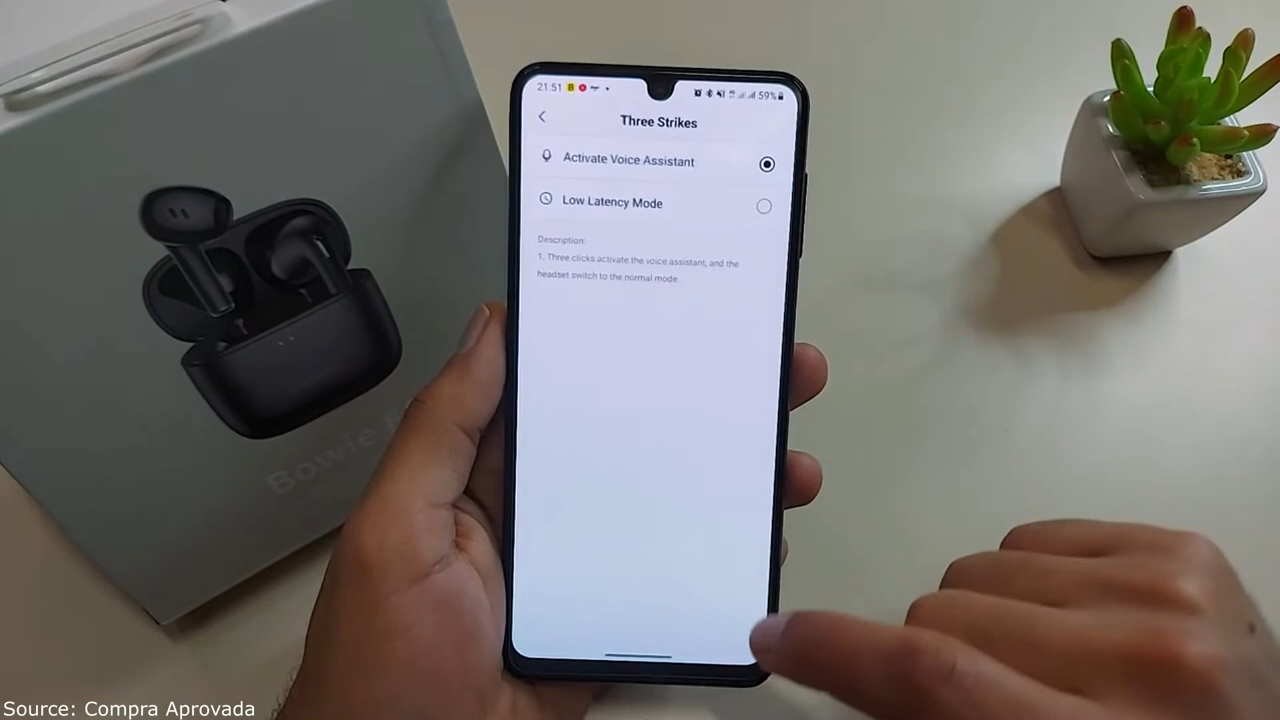 21:51
59%
Three Strikes
Activate Voice Assistant
Low Latency Mode
Description:
1. Three clicks activate the voice assistant, and the
headset switch to the normal mode.
Bowie
Source: Compra Aprovada